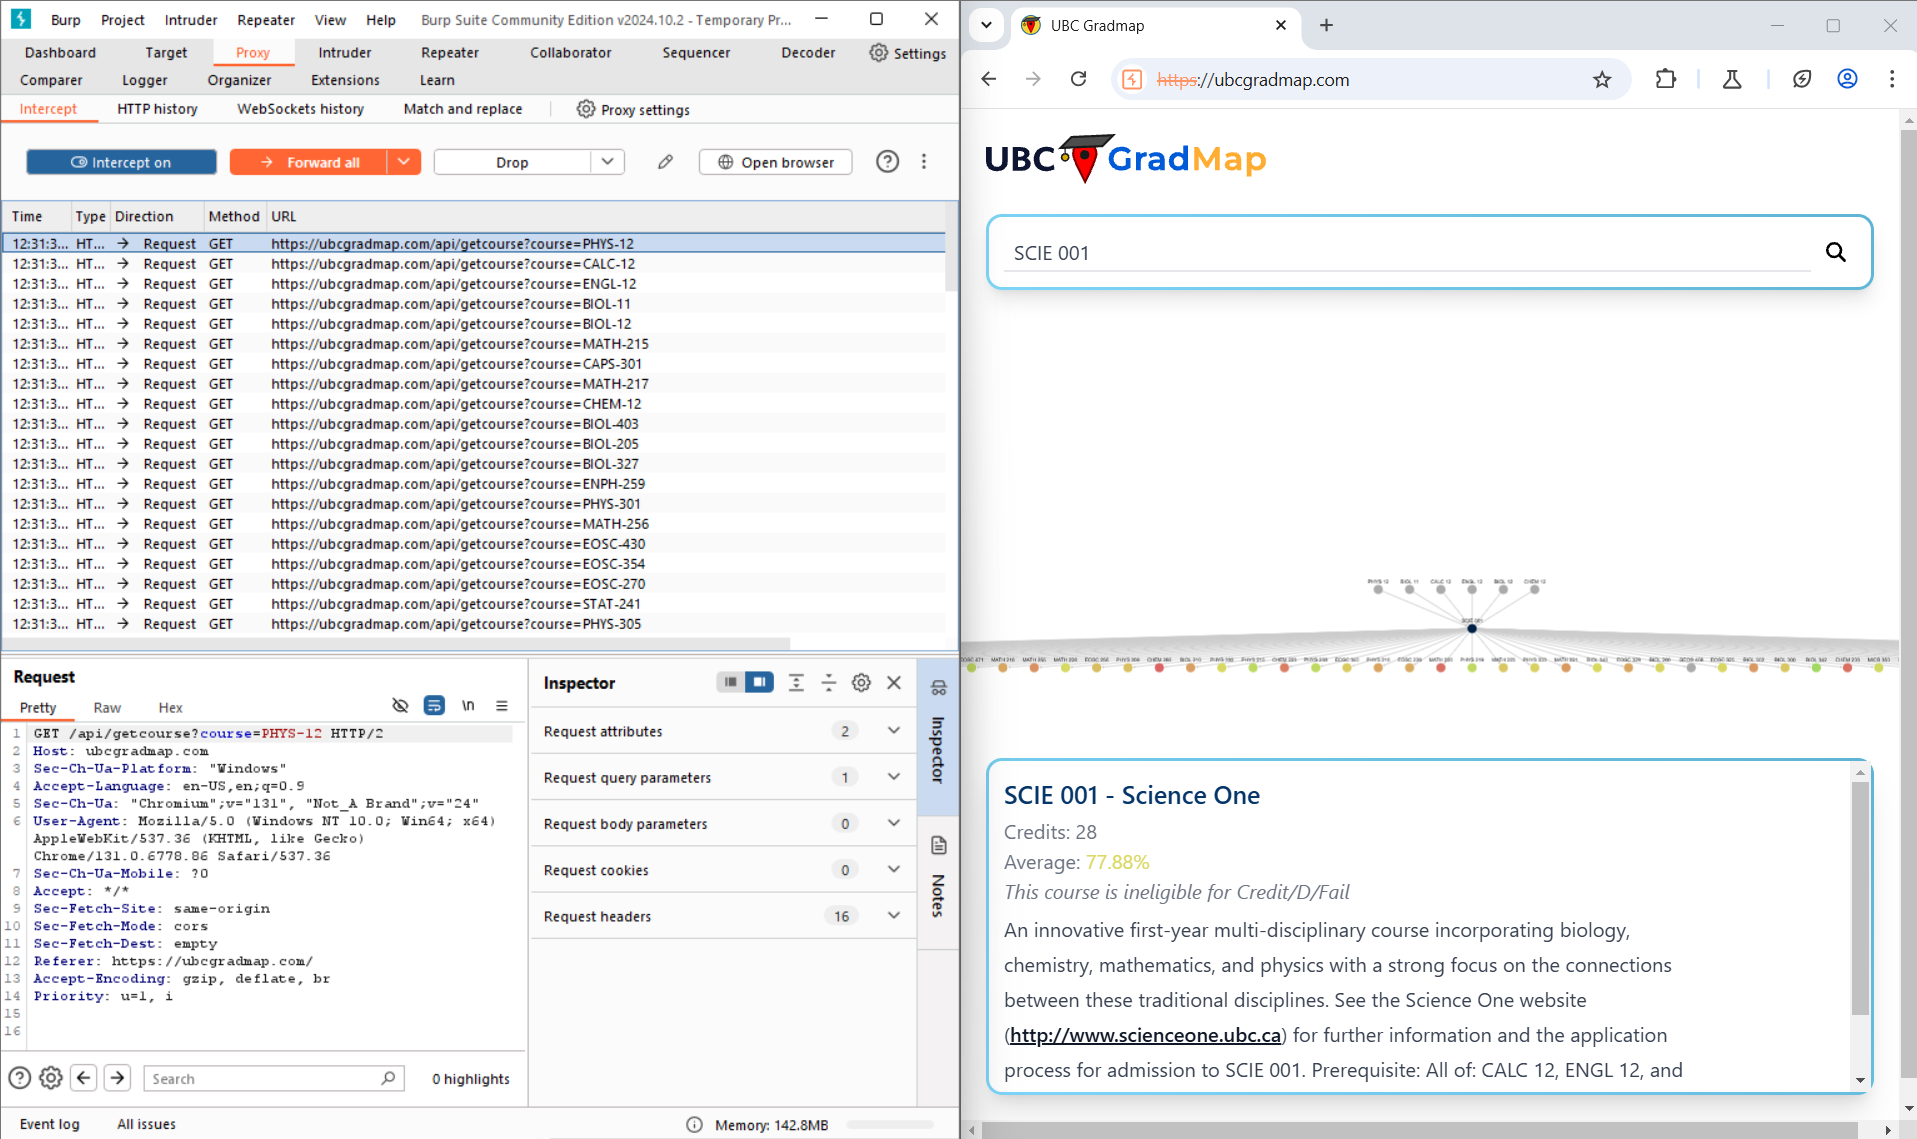 Burp Project Intruder Repeater View Help Burp Suite Community Edition v2024.10.2 - Temporary Pr...
Dashboard Target Proxy Intruder Repeater Collaborator Sequencer Decoder Settings
Comparer Logger Organizer Extensions Learn
Intercept HTTP history WebSockets history Match and replace Proxy settings
Intercept on Forward all Drop Open browser
Time Type Direction Method URL
12:31:3... HT... Request GET https://ubcgradmap.com/api/getcourse?course=PHYS-12
12:31:3... HT... Request GET https://ubcgradmap.com/api/getcourse?course=CALC-12
12:31:3... HT... Request GET https://ubcgradmap.com/api/getcourse?course=ENGL-12
12:31:3... HT... Request GET https://ubcgradmap.com/api/getcourse?course=BIOL-11
12:31:3... HT... Request GET https://ubcgradmap.com/api/getcourse?course=BIOL-12
12:31:3... HT... Request GET https://ubcgradmap.com/api/getcourse?course=MATH-215
12:31:3... HT... Request GET https://ubcgradmap.com/api/getcourse?course=CAPS-301
12:31:3... HT... Request GET https://ubcgradmap.com/api/getcourse?course=MATH-217
12:31:3... HT... Request GET https://ubcgradmap.com/api/getcourse?course=CHEM-12
12:31:3... HT... Request GET https://ubcgradmap.com/api/getcourse?course=BIOL-403
12:31:3... HT... Request GET https://ubcgradmap.com/api/getcourse?course=BIOL-205
12:31:3... HT... Request GET https://ubcgradmap.com/api/getcourse?course=BIOL-327
12:31:3... HT... Request GET https://ubcgradmap.com/api/getcourse?course=ENPH-259
12:31:3... HT... Request GET https://ubcgradmap.com/api/getcourse?course=PHYS-301
12:31:3... HT... Request GET https://ubcgradmap.com/api/getcourse?course=MATH-256
12:31:3... HT... Request GET https://ubcgradmap.com/api/getcourse?course=EOSC-430
12:31:3... HT... Request GET https://ubcgradmap.com/api/getcourse?course=EOSC-354
12:31:3... HT... Request GET https://ubcgradmap.com/api/getcourse?course=EOSC-270
12:31:3... HT... Request GET https://ubcgradmap.com/api/getcourse?course=STAT-241
12:31:3... HT... Request GET https://ubcgradmap.com/api/getcourse?course=PHYS-305
Request
Pretty Raw Hex \n
1 GET /api/getcourse?course=PHYS-12 HTTP/2
2 Host: ubcgradmap.com
3 Sec-Ch-Ua-Platform: "Windows"
4 Accept-Language: en-US,en;q=0.9
5 Sec-Ch-Ua: "Chromium";v="131", "Not_A Brand";v="24"
6 User-Agent: Mozilla/5.0 (Windows NT 10.0; Win64; x64)
AppleWebKit/537.36 (KHTML, like Gecko)
Chrome/131.0.6778.86 Safari/537.36
7 Sec-Ch-Ua-Mobile: ?0
8 Accept: */*
9 Sec-Fetch-Site: same-origin
10 Sec-Fetch-Mode: cors
11 Sec-Fetch-Dest: empty
12 Referer: https://ubcgradmap.com/
13 Accept-Encoding: gzip, deflate, br
14 Priority: u=1, i
15
16
Search 0 highlights
Inspector
Request attributes 2
Request query parameters 1
Request body parameters 0
Request cookies 0
Request headers 16
Inspector
Notes
Event log All issues Memory: 142.8MB
UBC Gradmap
https://ubcgradmap.com
UBC GradMap
SCIE 001
PHYS 12 BIOL 11 CALC 12 ENGL 12 BIOL 12 CHEM 12
SCIE 001
SCIE 001 - Science One
Credits: 28
Average: 77.88%
This course is ineligible for Credit/D/Fail
An innovative first-year multi-disciplinary course incorporating biology,
chemistry, mathematics, and physics with a strong focus on the connections
between these traditional disciplines. See the Science One website
(http://www.scienceone.ubc.ca) for further information and the application
process for admission to SCIE 001. Prerequisite: All of: CALC 12, ENGL 12, and